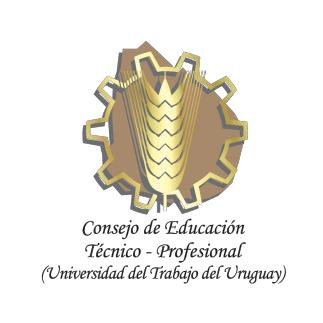 Consejo de Educación
Técnico - Profesional
(Universidad del Trabajo del Uruguay)